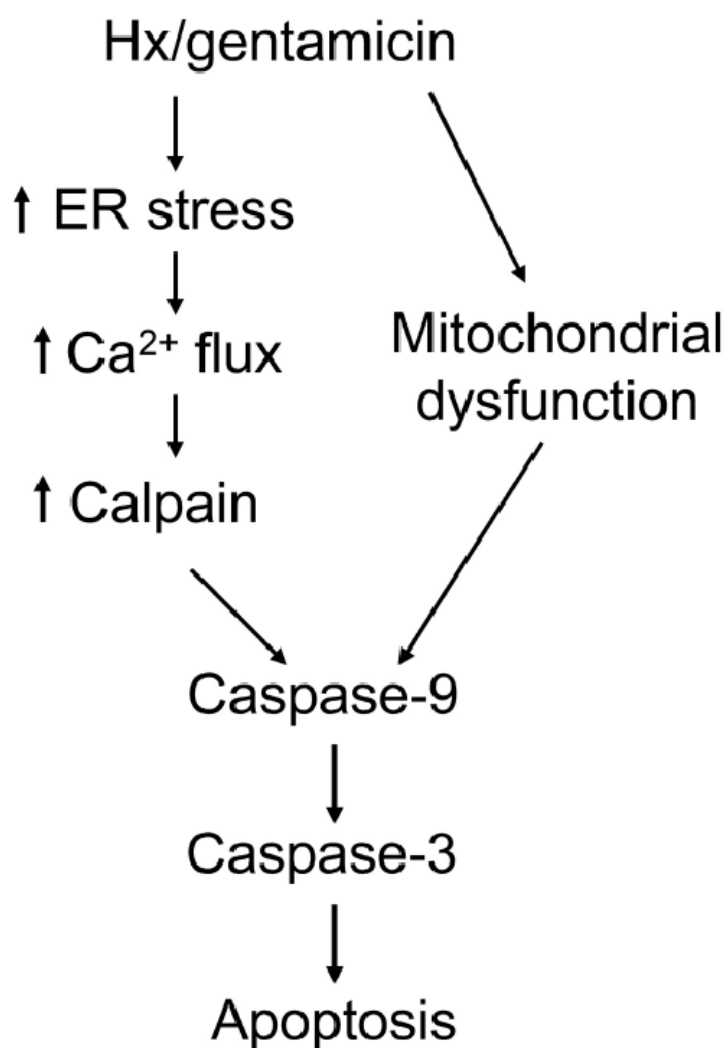 Hx/gentamicin
↑ ER stress
↑ Ca²⁺ flux
Mitochondrial
dysfunction
↑ Calpain
Caspase-9
Caspase-3
Apoptosis